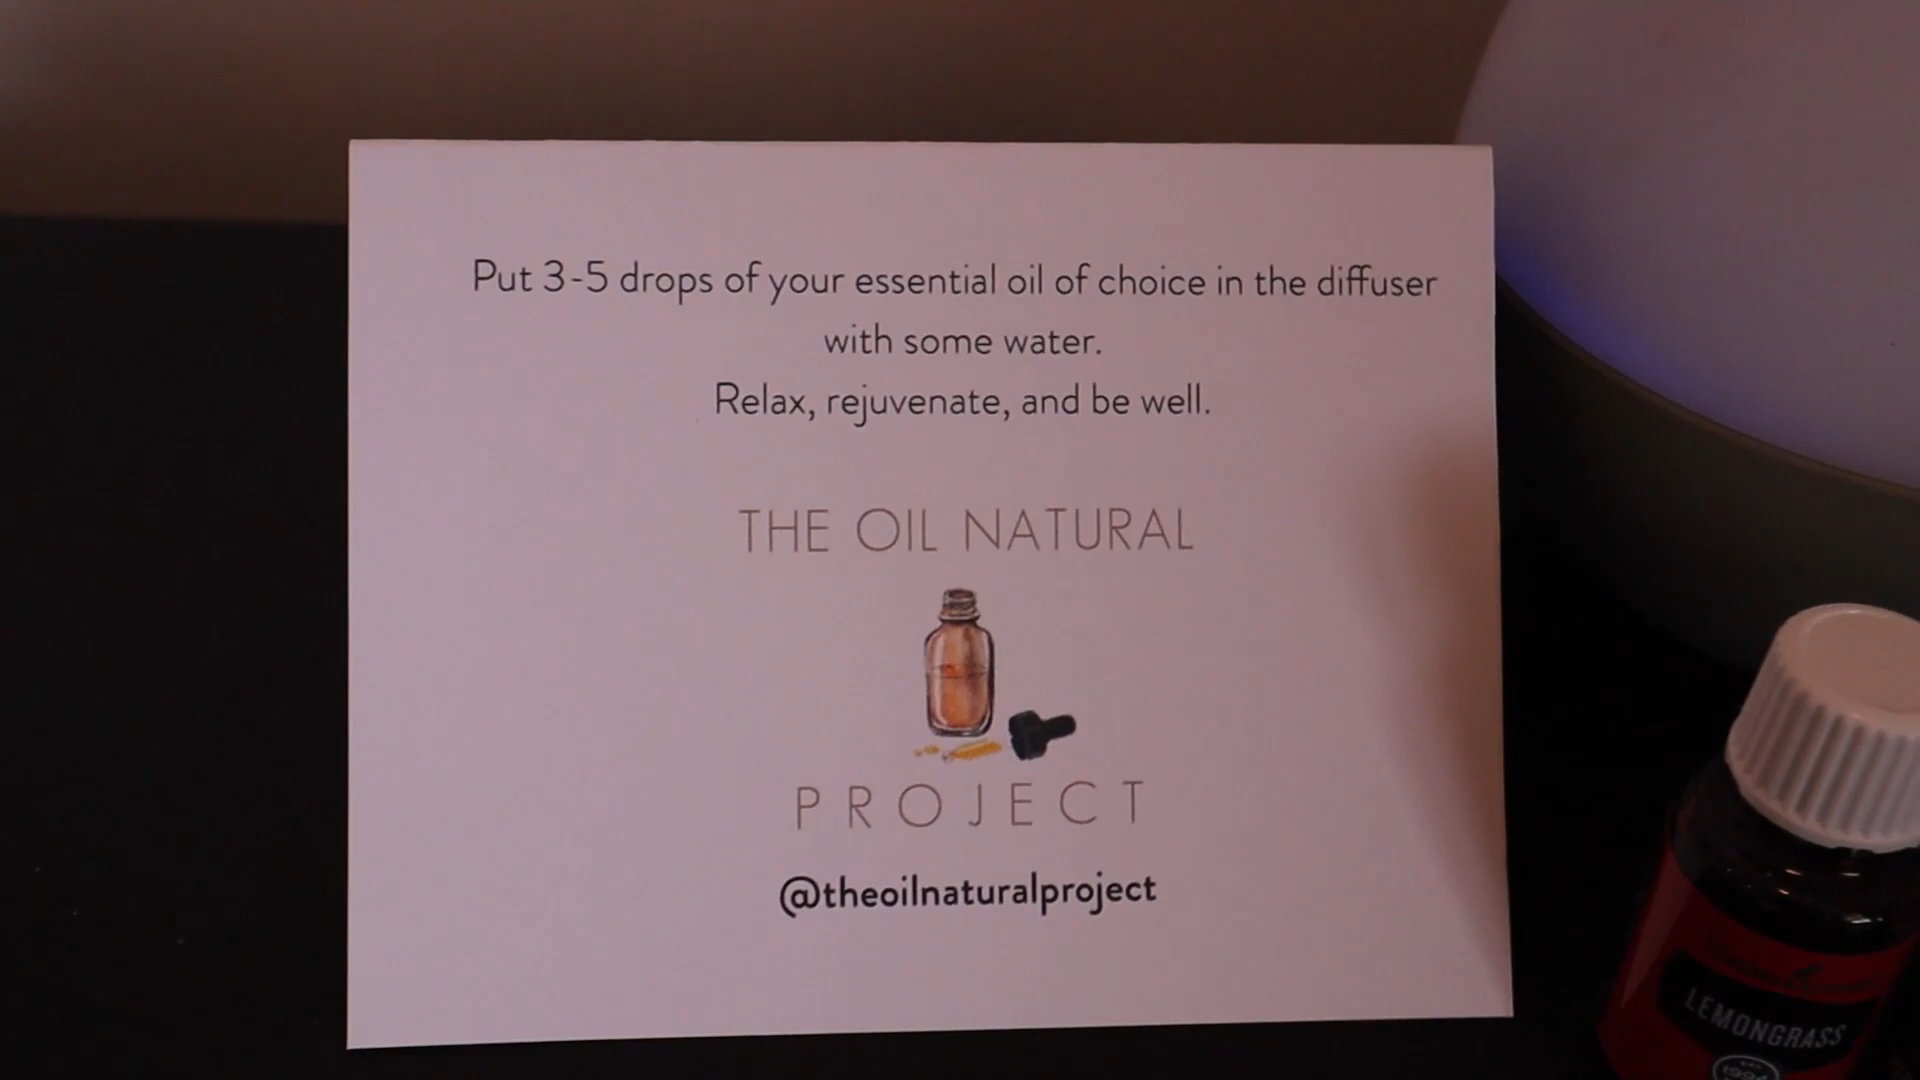 Put 3-5 drops of your essential oil of choice in the diffuser
with some water.
Relax, rejuvenate, and be well.
THE OIL NATURAL
PROJECT
@theoilnaturalproject
LEMONGRASS